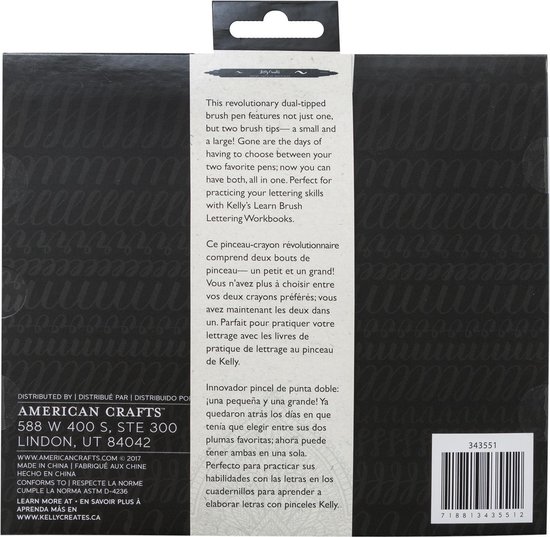 Kelly Creates
This revolutionary dual-tipped
brush pen features not just one,
but two brush tips— a small and
a large! Gone are the days of
having to choose between your
two favorite pens; now you can
have both, all in one. Perfect for
practicing your lettering skills
with Kelly's Learn Brush
Lettering Workbooks.
Ce pinceau-crayon révolutionnaire
comprend deux bouts de
pinceau— un petit et un grand!
Vous n'avez plus à choisir entre
vos deux crayons préférés; vous
avez maintenant les deux dans
un. Parfait pour pratiquer votre
lettrage avec les livres de
pratique de lettrage au pinceau
de Kelly.
Innovador pincel de punta doble:
¡una pequeña y una grande! Ya
quedaron atrás los días en que
tenía que elegir entre sus dos
plumas favoritas; ahora puede
tener ambas en una sola.
Perfecto para practicar sus
habilidades con las letras en los
cuadernillos para aprender a
elaborar letras con pinceles Kelly.
DISTRIBUTED BY | DISTRIBUÉ PAR | DISTRIBUIDO PO
AMERICAN CRAFTS™
588 W 400 S, STE 300
LINDON, UT 84042
WWW.AMERICANCRAFTS.COM © 2017
MADE IN CHINA | FABRIQUÉ AUX CHINE
HECHO EN CHINA
CONFORMS TO | RESPECTE LA NORME
CUMPLE LA NORMA ASTM D-4236
LEARN MORE AT • EN SAVOIR PLUS À
APRENDA MÁS EN
WWW.KELLYCREATES.CA
343551
7 18813 43551 2